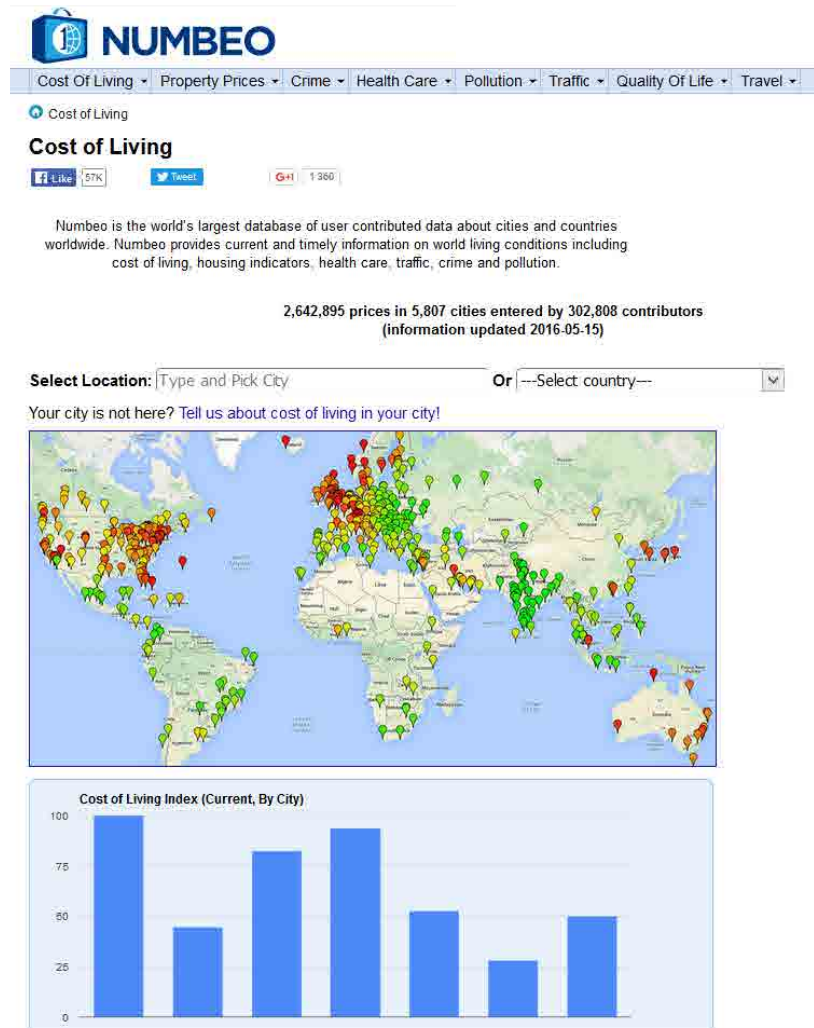 NUMBEO
Cost Of Living Property Prices Crime Health Care Pollution Traffic Quality Of Life Travel
Cost of Living
Cost of Living
Like 57K Tweet G+1 1 360
Numbeo is the world's largest database of user contributed data about cities and countries
worldwide. Numbeo provides current and timely information on world living conditions including
cost of living, housing indicators, health care, traffic, crime and pollution.
2,642,895 prices in 5,807 cities entered by 302,808 contributors
(information updated 2016-05-15)
Select Location: Type and Pick City Or ---Select country---
Your city is not here? Tell us about cost of living in your city!
Cost of Living Index (Current, By City)
100
75
50
25
0